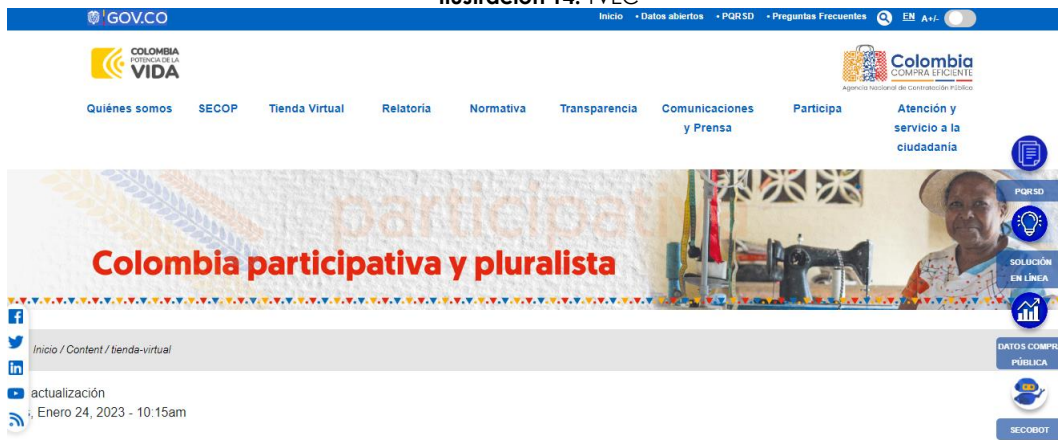 Ilustración 14. TVEC
GOV.CO
Inicio • Datos abiertos • PQRSD • Preguntas Frecuentes EN A+/-
COLOMBIA
POTENCIA DE LA
VIDA
Colombia
COMPRA EFICIENTE
Agencia Nacional de Contratación Pública
Quiénes somos SECOP Tienda Virtual Relatoría Normativa Transparencia Comunicaciones y Prensa Participa Atención y servicio a la ciudadanía
PQRSD
participati
Colombia participativa y pluralista
SOLUCIÓN
EN LÍNEA
Inicio / Content / tienda-virtual
DATOS COMPR
PÚBLICA
actualización
, Enero 24, 2023 - 10:15am
SECOBOT